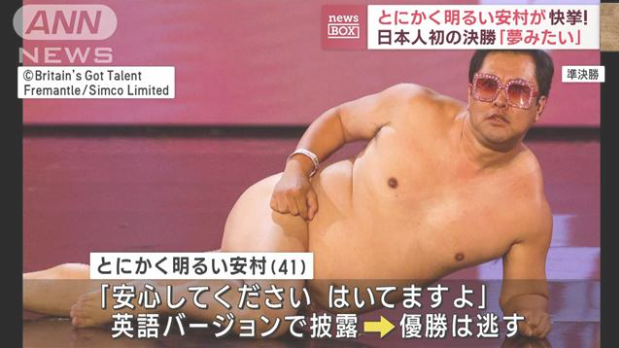 ANN
NEWS
news
BOX
とにかく明るい安村が 快挙!
日本人初の決勝「夢みたい」
©Britain's Got Talent
Fremantle/Simco Limited
準決勝
とにかく明るい安村(41)
「安心してください はいてますよ」
英語バージョンで披露➡優勝は逃す